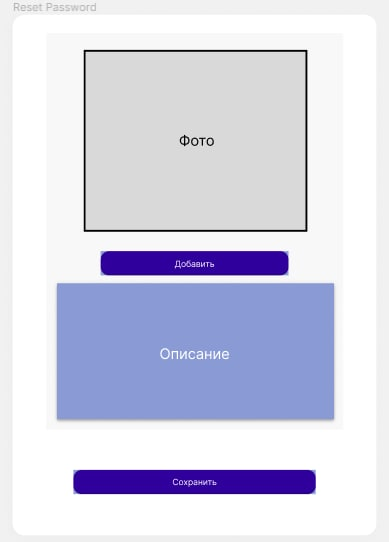 Reset Password
Фото
Добавить
Описание
Сохранить